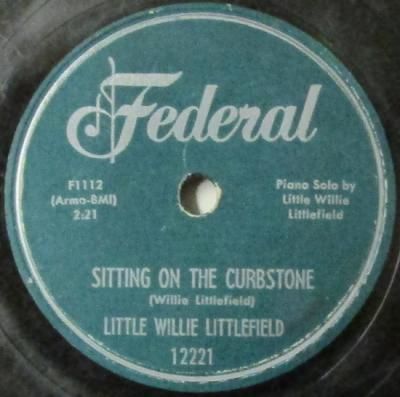 Federal
F1112
(Armo-BMI)
2:21
Piano Solo by
Little Willie
Littlefield
SITTING ON THE CURBSTONE
(Willie Littlefield)
LITTLE WILLIE LITTLEFIELD
12221